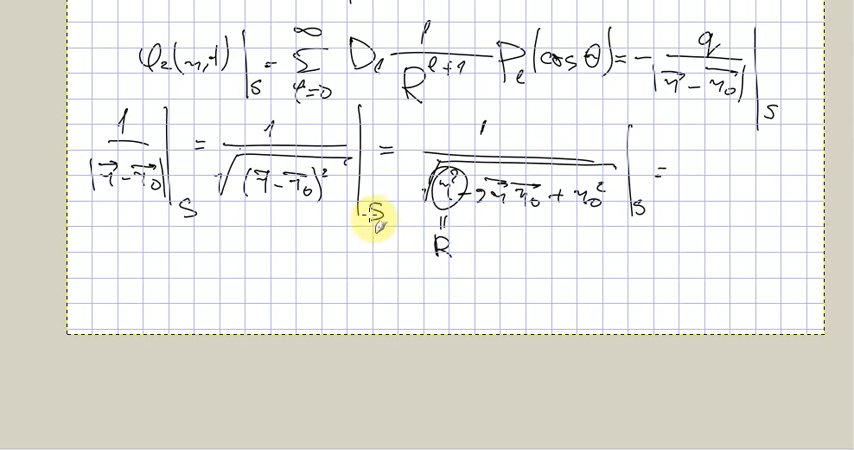 φ₂(r,t)|_S = ∑_{ℓ=0}^{∞} D_ℓ 1/R^{ℓ+1} P_ℓ(cos θ) = - q/|r⃗ - r⃗₀| |_S
1/|r⃗ - r⃗₀| |_S = 1/√((r⃗ - r⃗₀)²) |_S = 1/√(r² - 2r⃗r⃗₀ + r₀²) |_S =
=
R